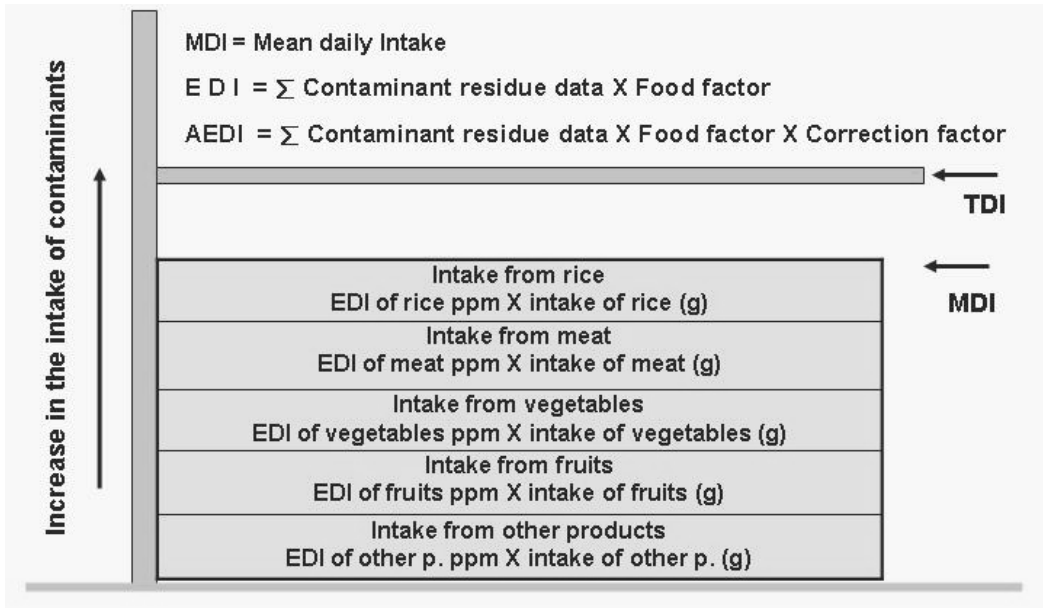 Increase in the intake of contaminants
MDI = Mean daily Intake
E D I = ∑ Contaminant residue data X Food factor
AEDI = ∑ Contaminant residue data X Food factor X Correction factor
TDI
MDI
Intake from rice
EDI of rice ppm X intake of rice (g)
Intake from meat
EDI of meat ppm X intake of meat (g)
Intake from vegetables
EDI of vegetables ppm X intake of vegetables (g)
Intake from fruits
EDI of fruits ppm X intake of fruits (g)
Intake from other products
EDI of other p. ppm X intake of other p. (g)